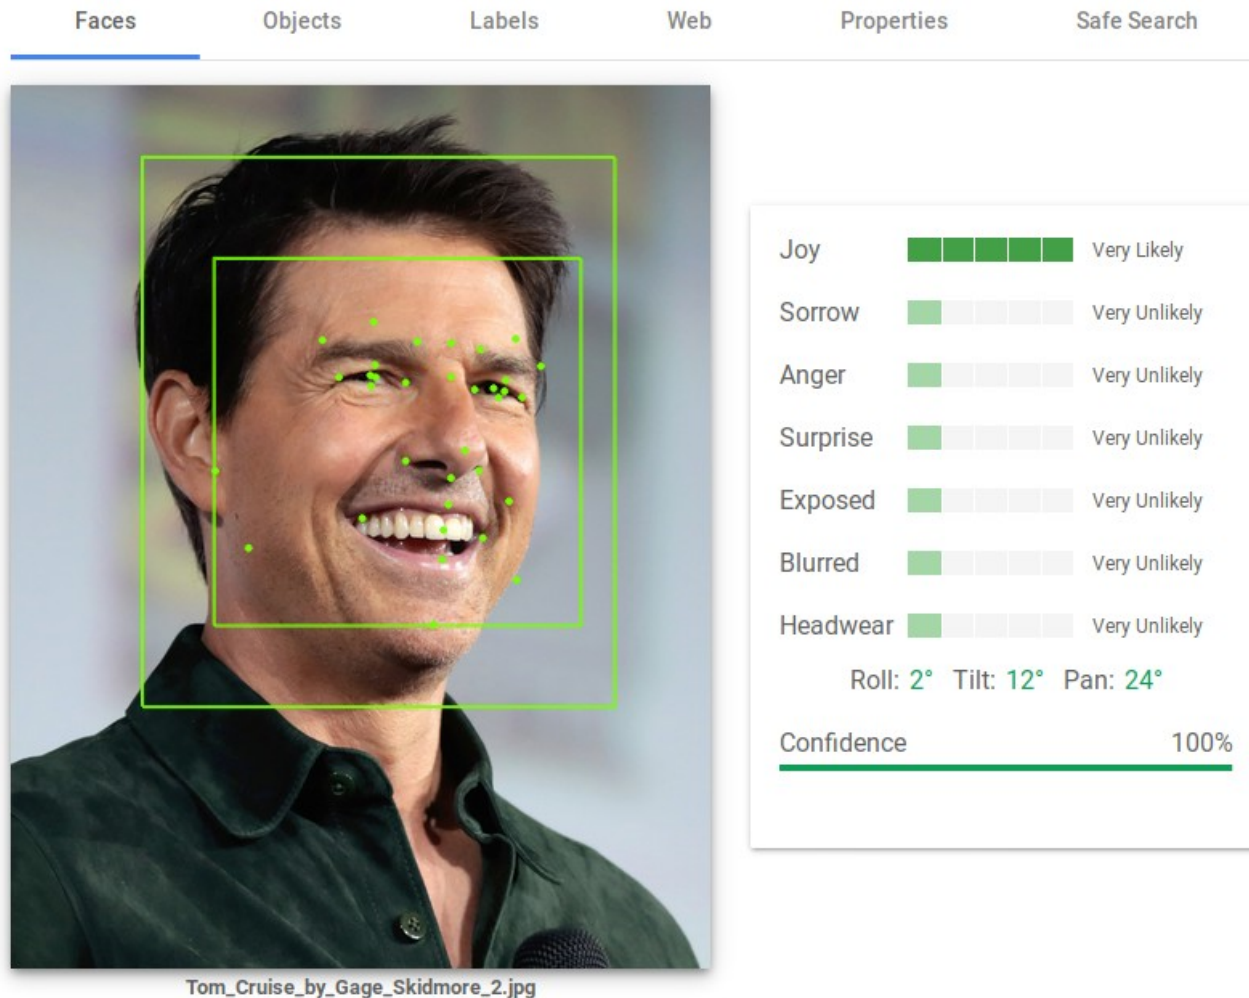 Faces Objects Labels Web Properties Safe Search
Joy Very Likely
Sorrow Very Unlikely
Anger Very Unlikely
Surprise Very Unlikely
Exposed Very Unlikely
Blurred Very Unlikely
Headwear Very Unlikely
Roll: 2° Tilt: 12° Pan: 24°
Confidence 100%
Tom_Cruise_by_Gage_Skidmore_2.jpg